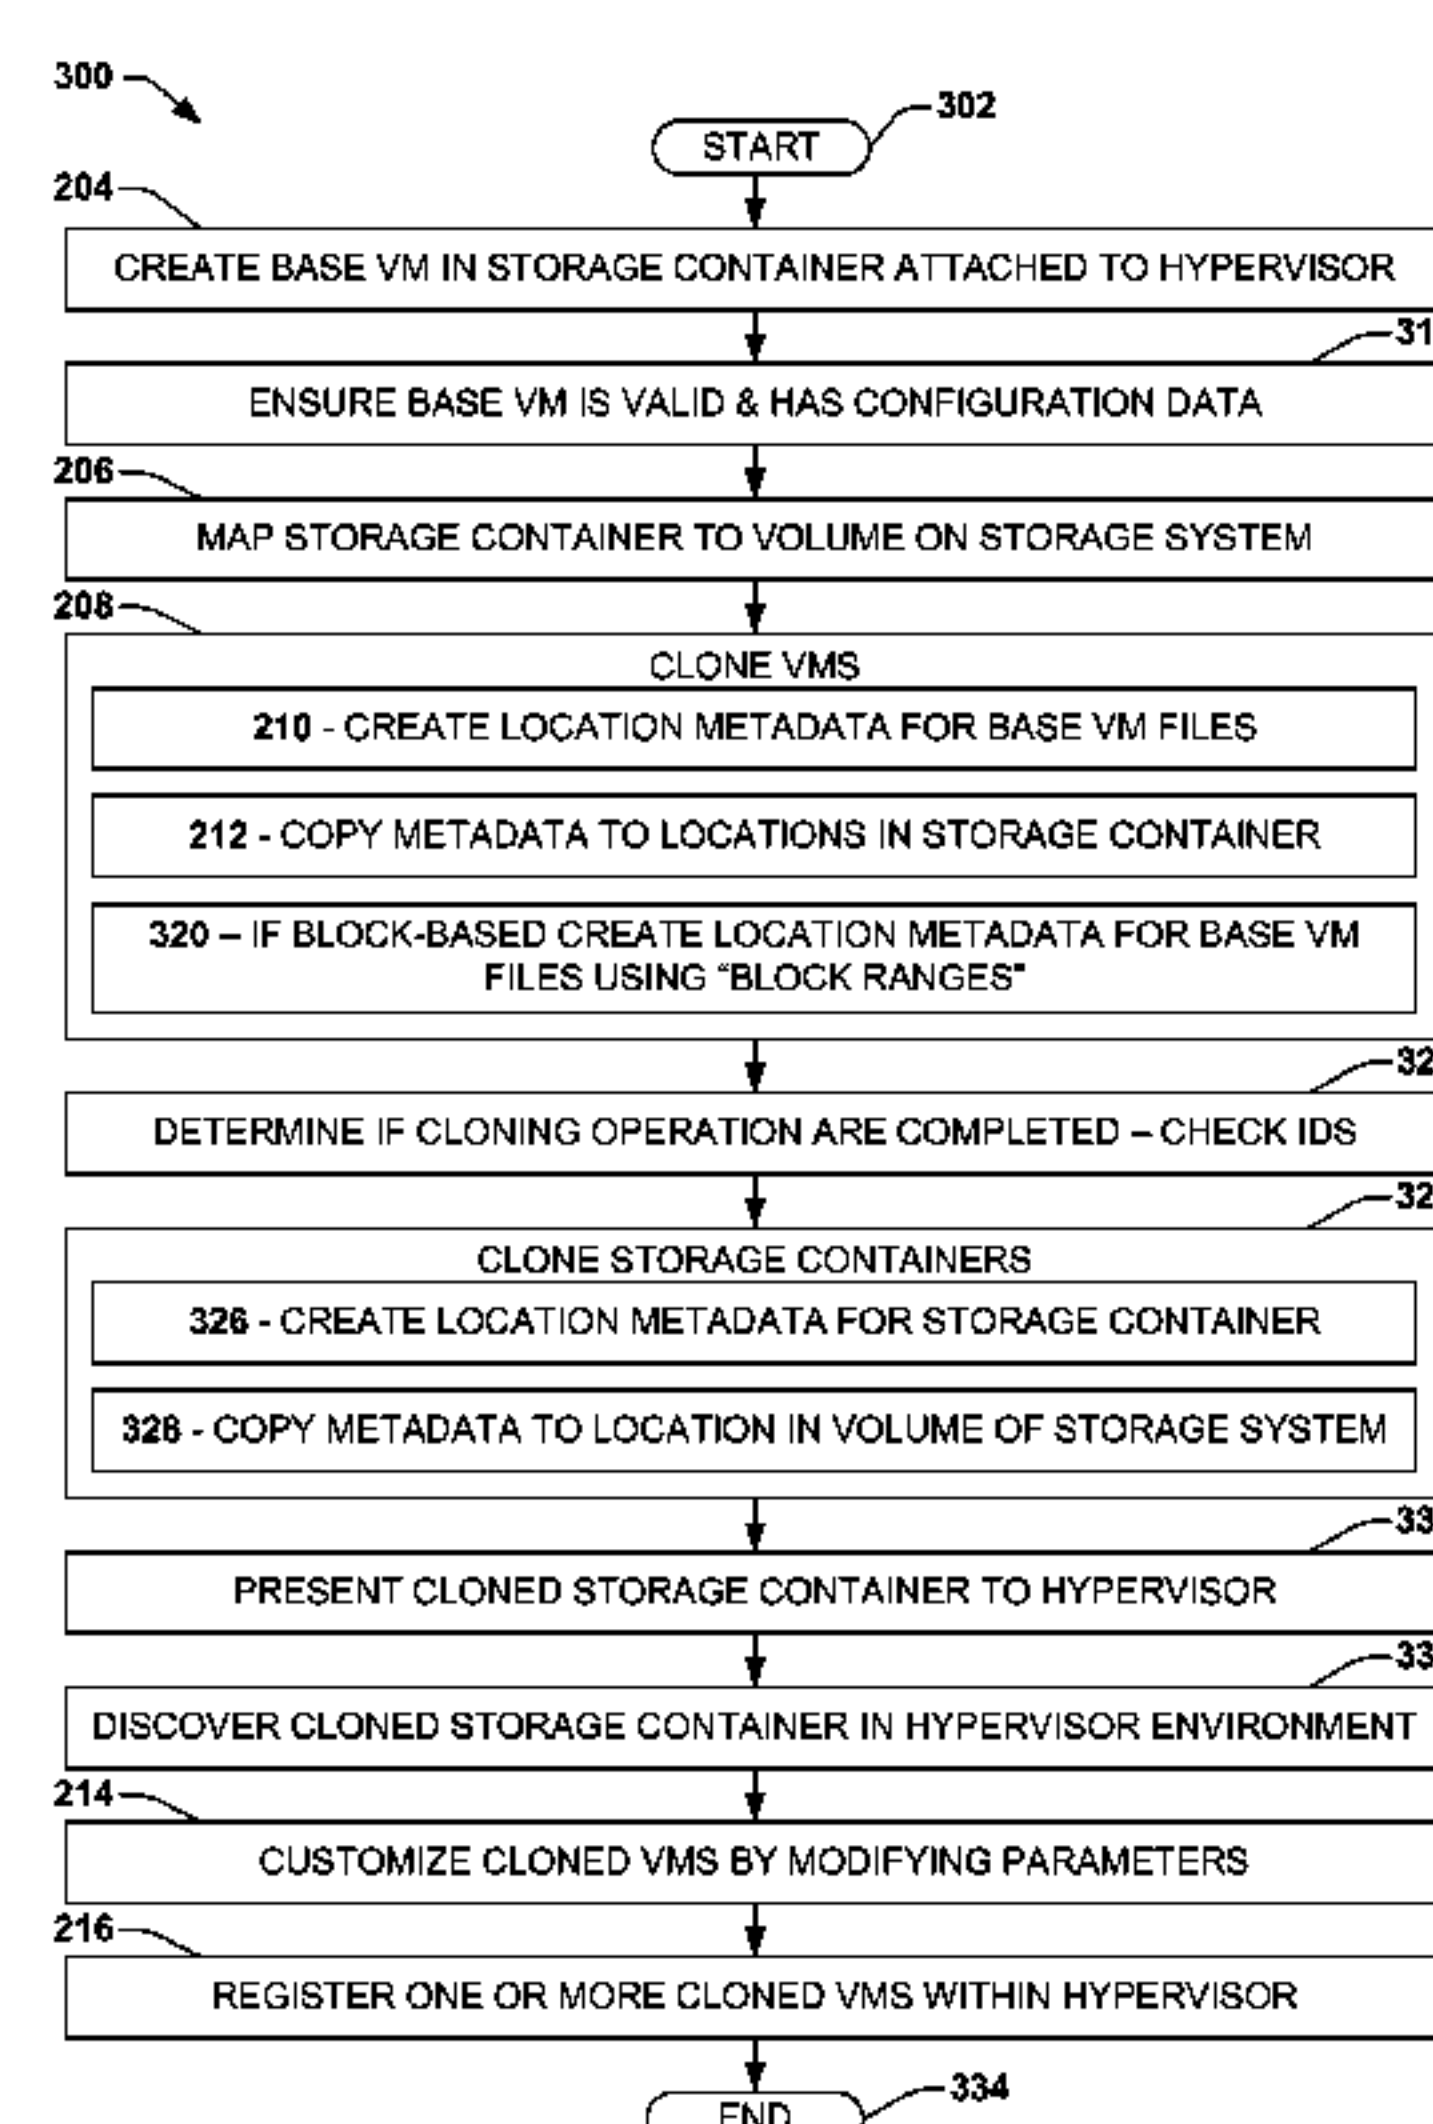 300
302
START
204
CREATE BASE VM IN STORAGE CONTAINER ATTACHED TO HYPERVISOR
31
ENSURE BASE VM IS VALID & HAS CONFIGURATION DATA
206
MAP STORAGE CONTAINER TO VOLUME ON STORAGE SYSTEM
208
CLONE VMS
210 - CREATE LOCATION METADATA FOR BASE VM FILES
212 - COPY METADATA TO LOCATIONS IN STORAGE CONTAINER
320 – IF BLOCK-BASED CREATE LOCATION METADATA FOR BASE VM
FILES USING “BLOCK RANGES”
32
DETERMINE IF CLONING OPERATION ARE COMPLETED – CHECK IDS
32
CLONE STORAGE CONTAINERS
326 - CREATE LOCATION METADATA FOR STORAGE CONTAINER
328 - COPY METADATA TO LOCATION IN VOLUME OF STORAGE SYSTEM
33
PRESENT CLONED STORAGE CONTAINER TO HYPERVISOR
33
DISCOVER CLONED STORAGE CONTAINER IN HYPERVISOR ENVIRONMENT
214
CUSTOMIZE CLONED VMS BY MODIFYING PARAMETERS
216
REGISTER ONE OR MORE CLONED VMS WITHIN HYPERVISOR
334
END